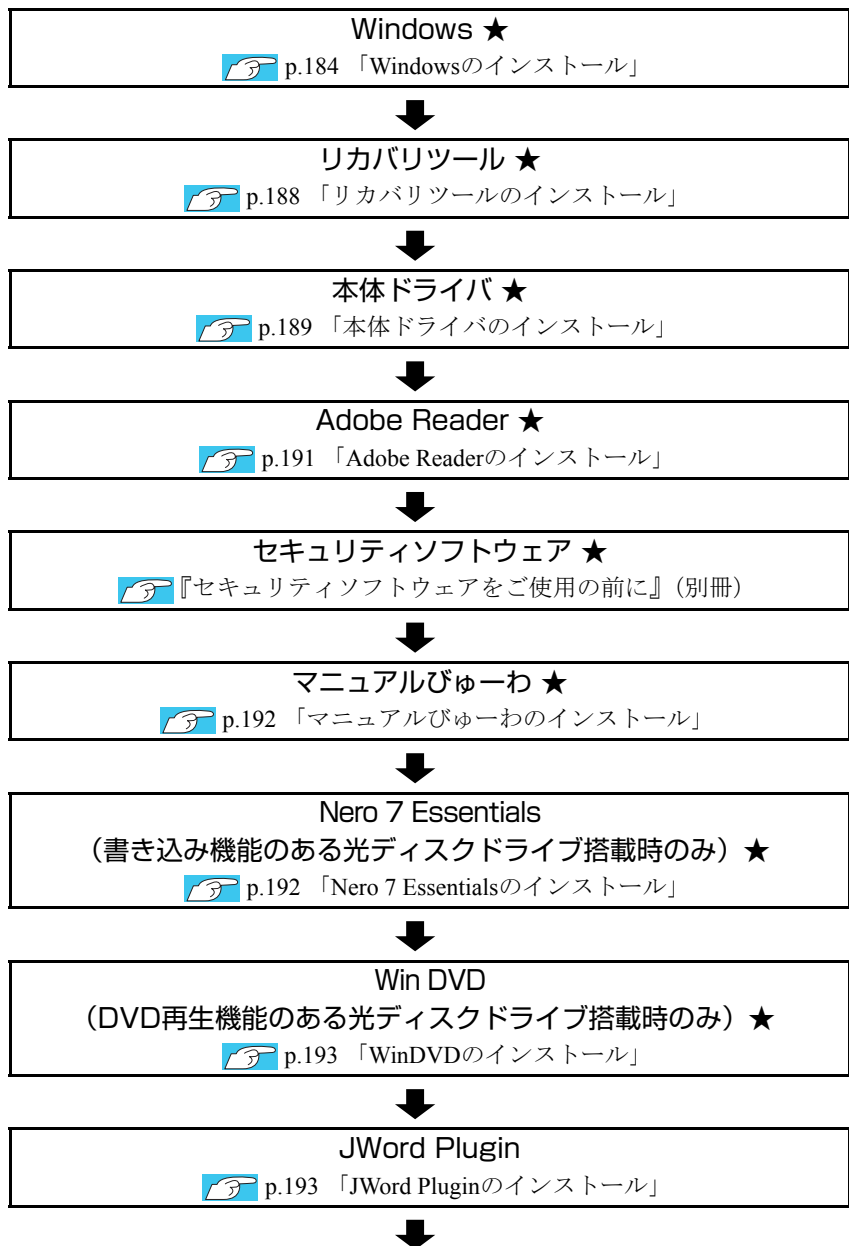 Windows ★
p.184 「Windowsのインストール」
リカバリツール ★
p.188 「リカバリツールのインストール」
本体ドライバ ★
p.189 「本体ドライバのインストール」
Adobe Reader ★
p.191 「Adobe Readerのインストール」
セキュリティソフトウェア ★
『セキュリティソフトウェアをご使用の前に』（別冊）
マニュアルびゅーわ ★
p.192 「マニュアルびゅーわのインストール」
Nero 7 Essentials
（書き込み機能のある光ディスクドライブ搭載時のみ）★
p.192 「Nero 7 Essentialsのインストール」
Win DVD
（DVD再生機能のある光ディスクドライブ搭載時のみ）★
p.193 「WinDVDのインストール」
JWord Plugin
p.193 「JWord Pluginのインストール」